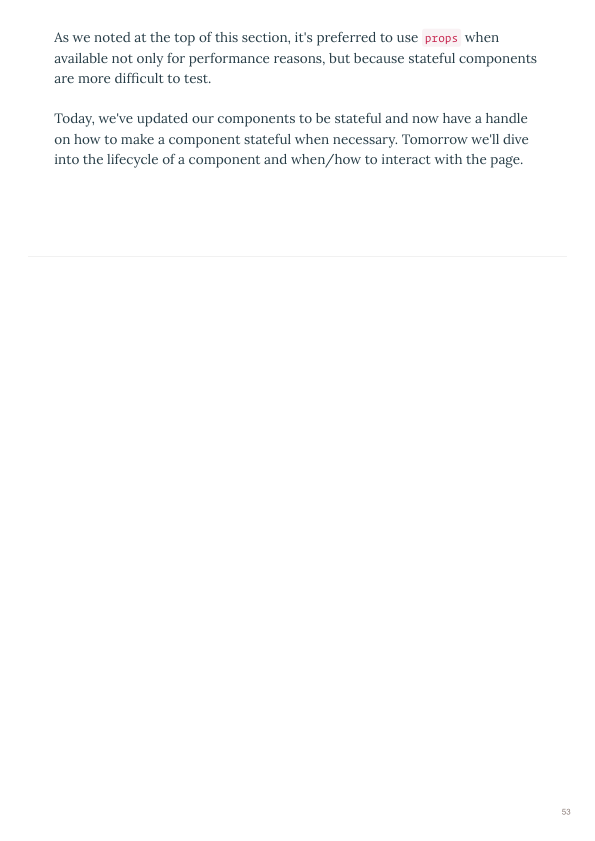 As we noted at the top of this section, it's preferred to use props when
available not only for performance reasons, but because stateful components
are more difficult to test.
Today, we've updated our components to be stateful and now have a handle
on how to make a component stateful when necessary. Tomorrow we'll dive
into the lifecycle of a component and when/how to interact with the page.
53